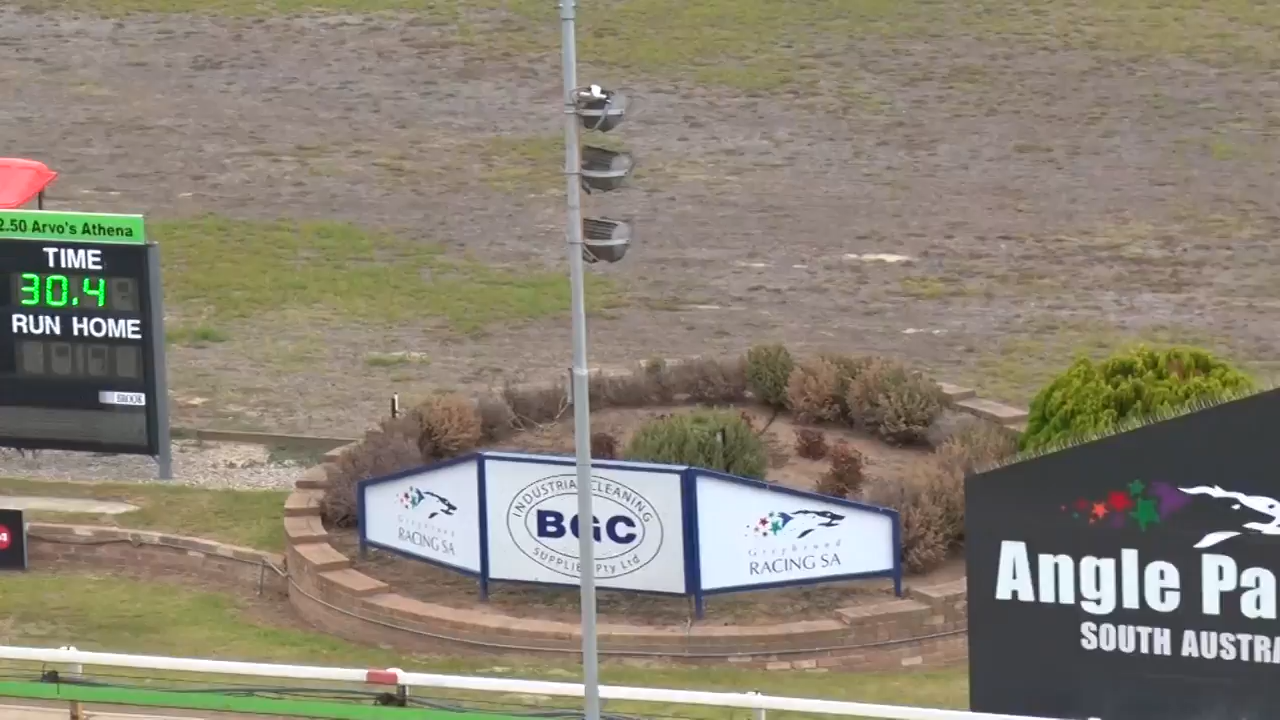 2.50 Arvo's Athena
TIME
30.4
RUN HOME
4
Greyhound
RACING SA
INDUSTRIAL CLEANING
BGC
SUPPLIES Pty Ltd
Greyhound
RACING SA
Angle Pa
SOUTH AUSTRA